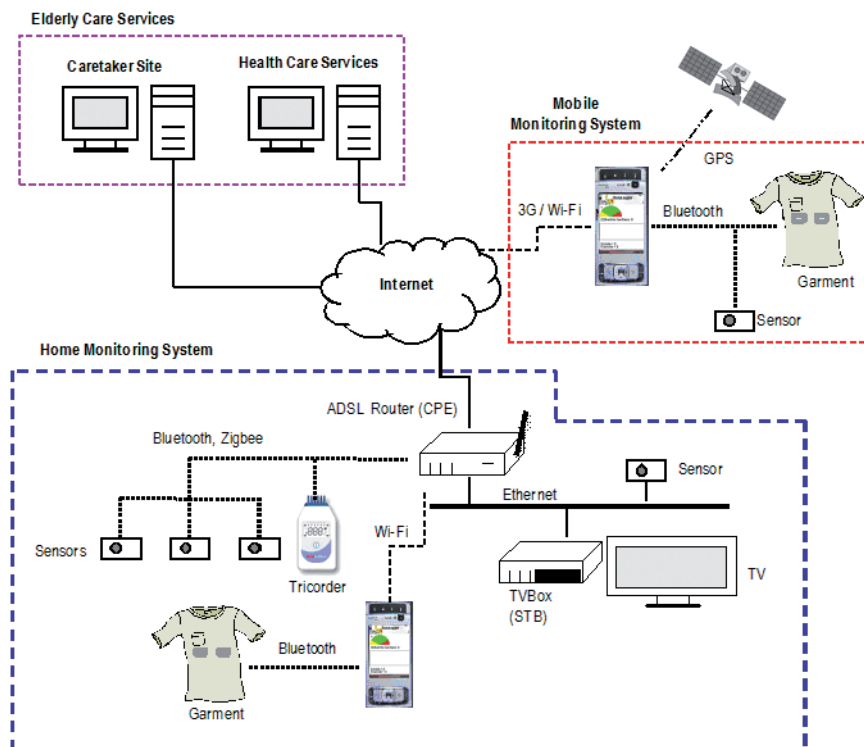 Elderly Care Services
Caretaker Site
Health Care Services
Mobile
Monitoring System
GPS
3G / Wi-Fi
Bluetooth
Garment
Sensor
Internet
Home Monitoring System
ADSL Router (CPE)
Bluetooth, Zigbee
Sensor
Ethernet
Sensors
Tricorder
Wi-Fi
TVBox
(STB)
TV
Bluetooth
Garment